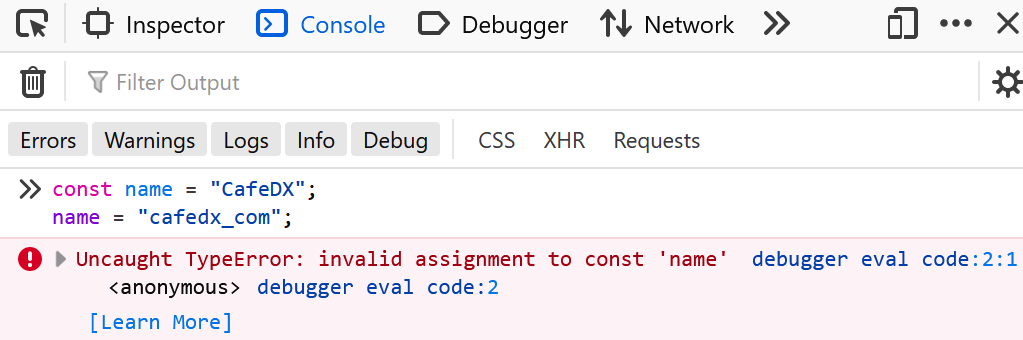 Inspector Console Debugger Network
Filter Output
Errors Warnings Logs Info Debug CSS XHR Requests
const name = "CafeDX";
name = "cafedx_com";
Uncaught TypeError: invalid assignment to const 'name' debugger eval code:2:1
<anonymous> debugger eval code:2
[Learn More]